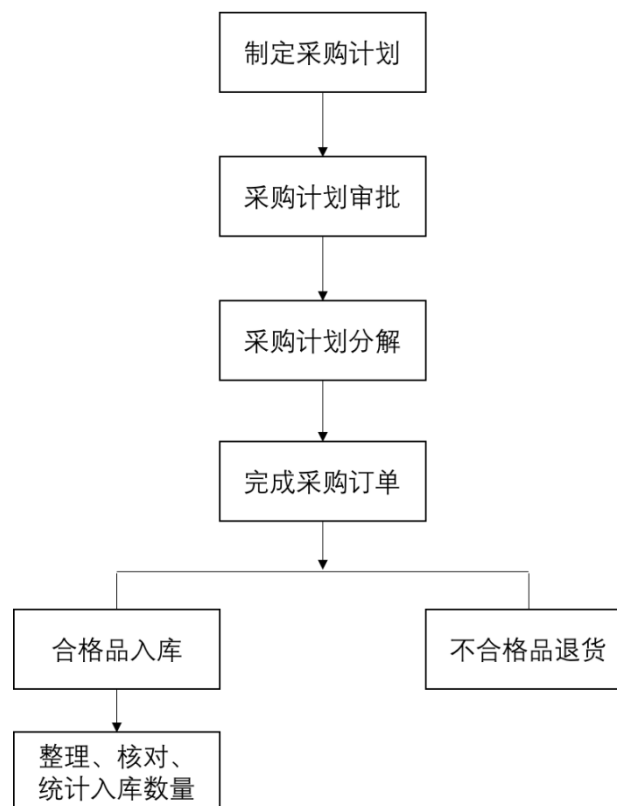 制定采购计划
采购计划审批
采购计划分解
完成采购订单
合格品入库
不合格品退货
整理、核对、
统计入库数量